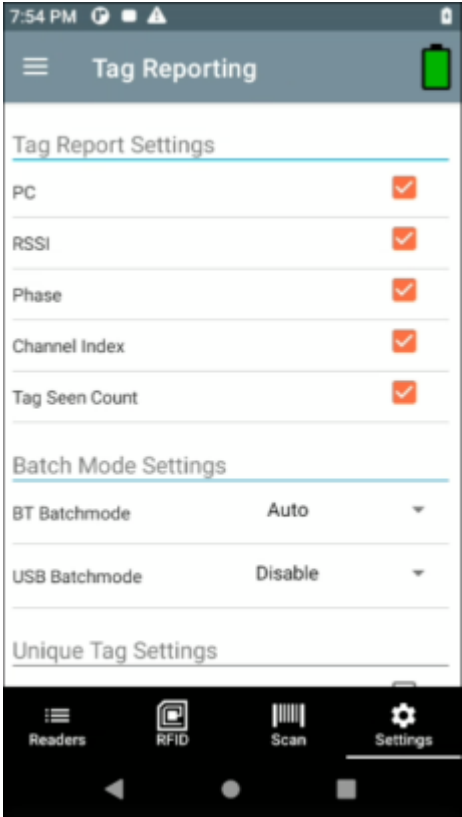 7:54 PM
Tag Reporting
Tag Report Settings
PC
RSSI
Phase
Channel Index
Tag Seen Count
Batch Mode Settings
BT Batchmode Auto
USB Batchmode Disable
Unique Tag Settings
Readers RFID Scan Settings